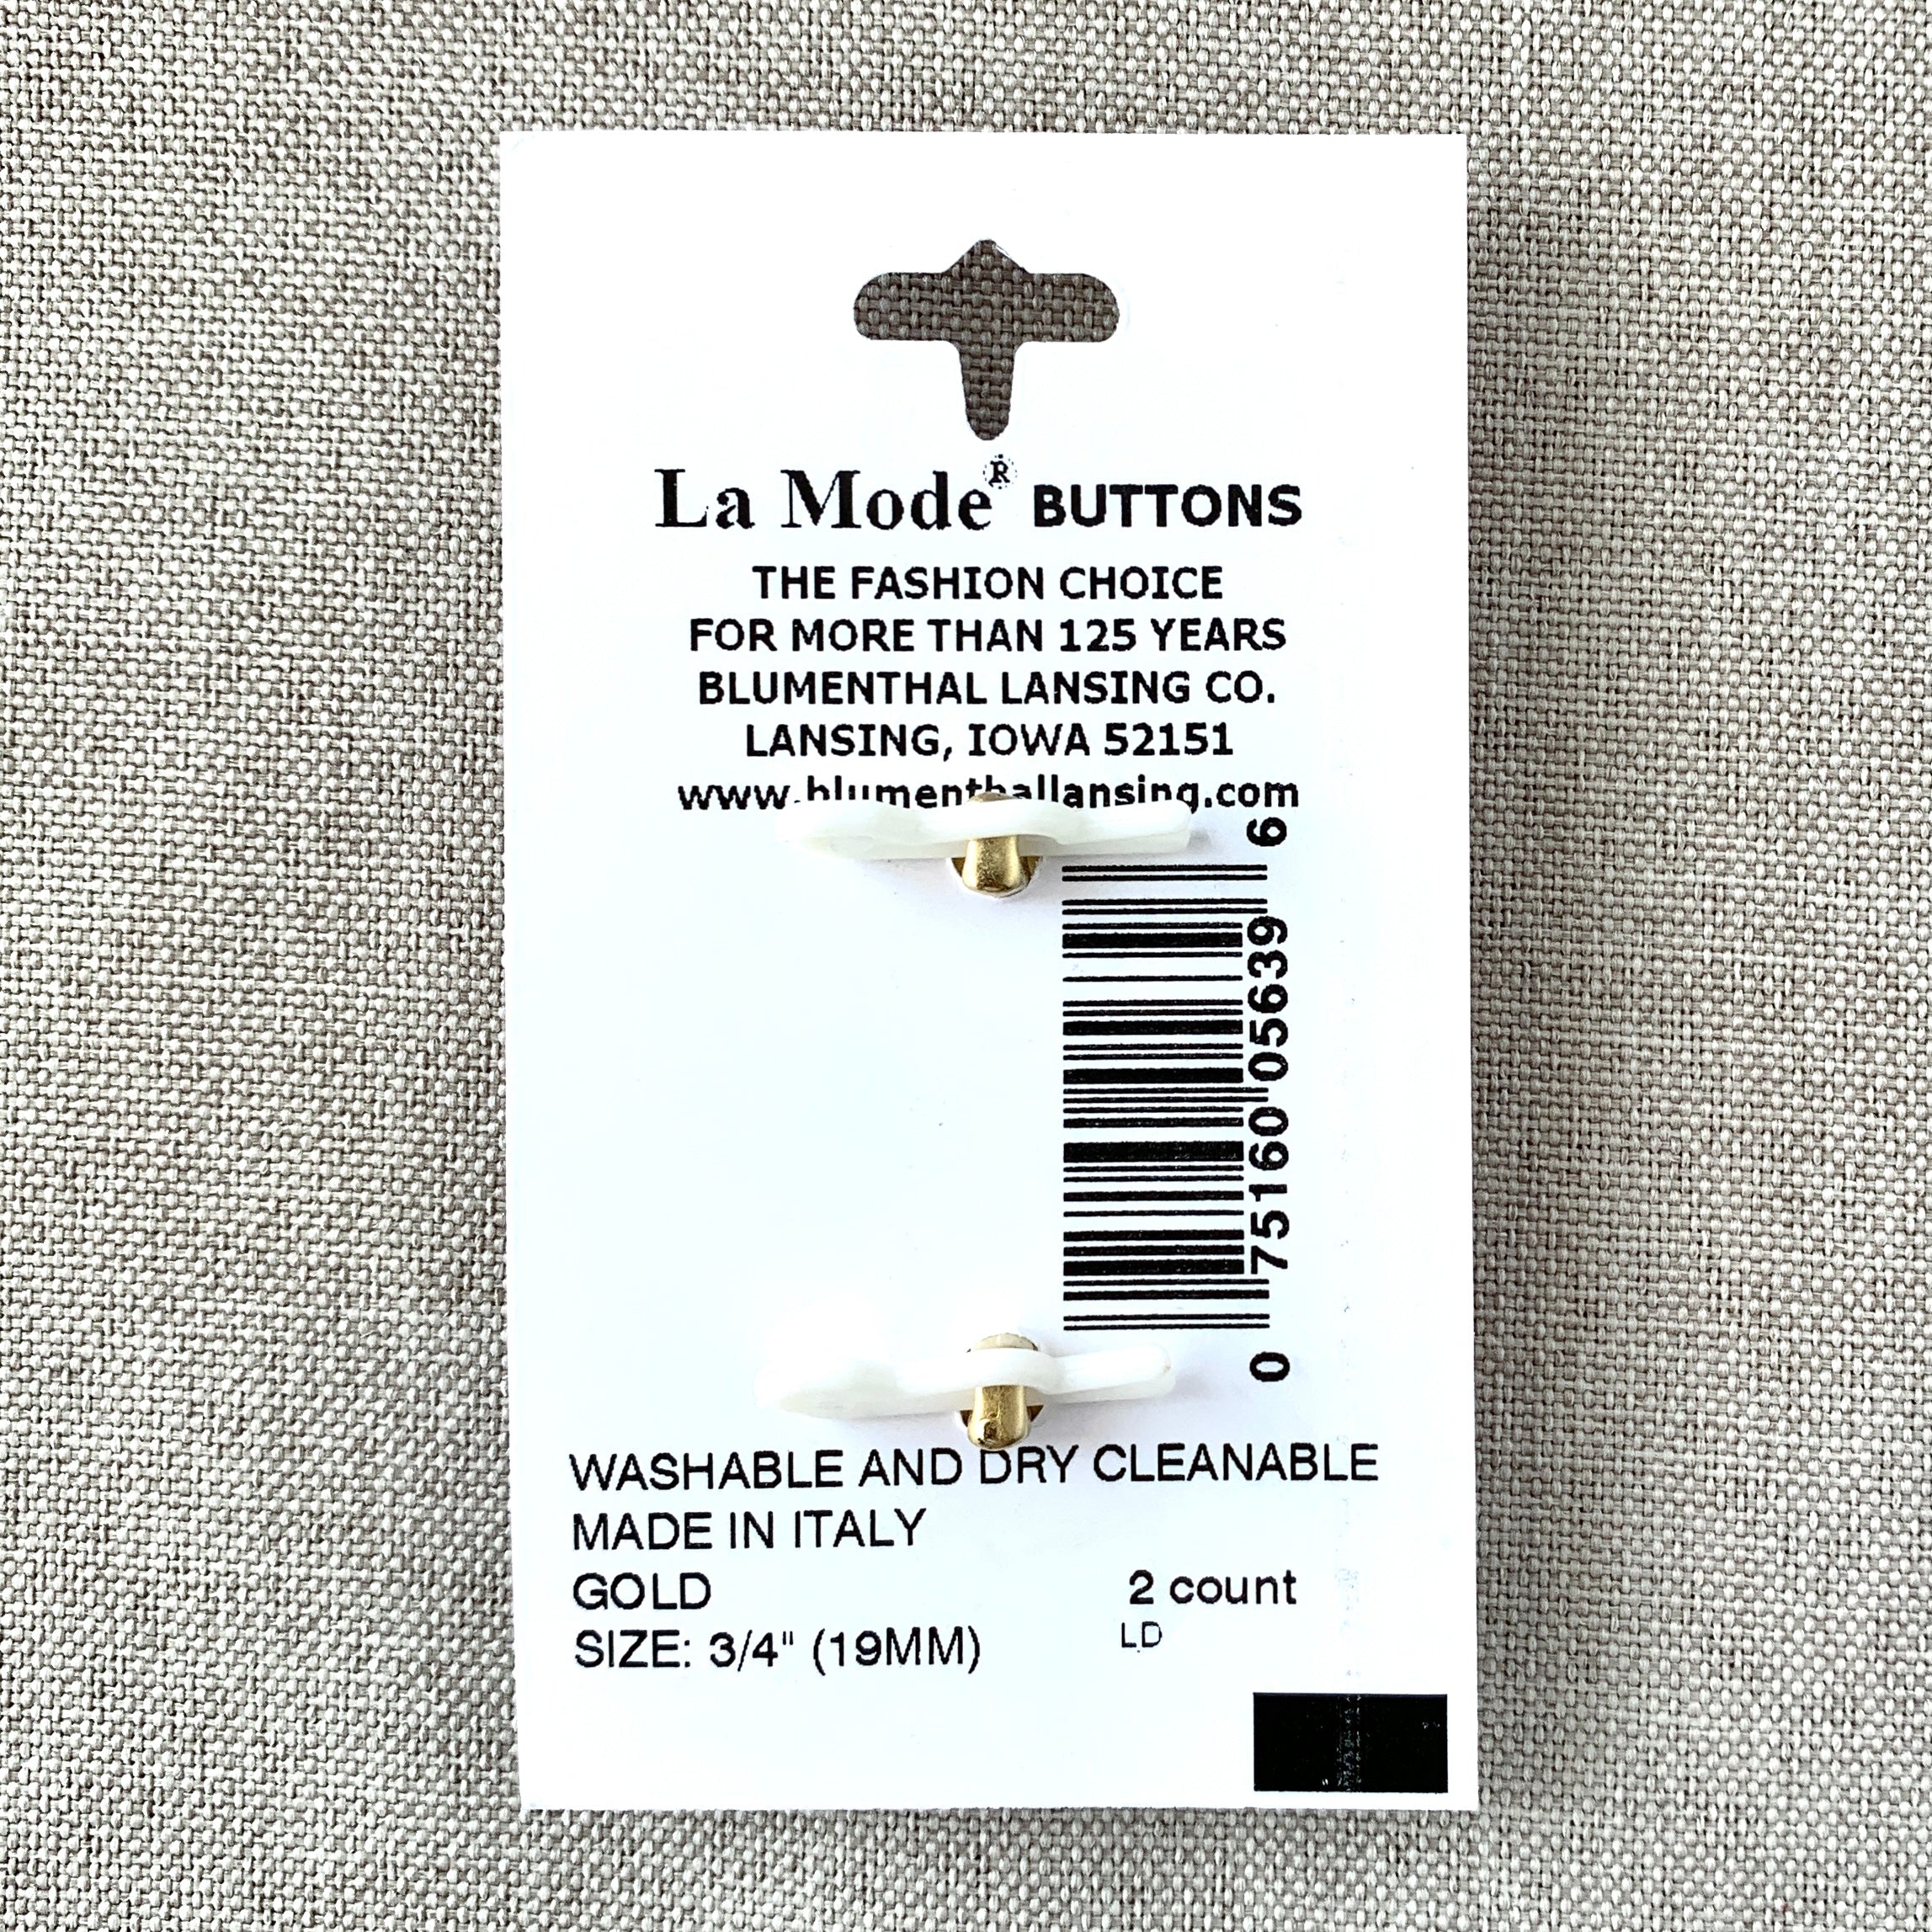 La Mode® BUTTONS
THE FASHION CHOICE
FOR MORE THAN 125 YEARS
BLUMENTHAL LANSING CO.
LANSING, IOWA 52151
www.blumenthallansing.com
0 75160 05639 6
WASHABLE AND DRY CLEANABLE
MADE IN ITALY
GOLD
2 count
SIZE: 3/4" (19MM)
LD